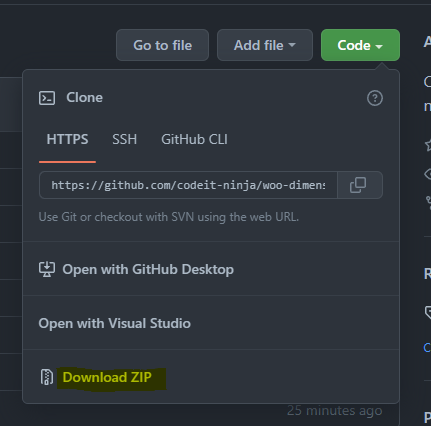 Go to file Add file Code
Clone
HTTPS SSH GitHub CLI
https://github.com/codeit-ninja/woo-dimens
Use Git or checkout with SVN using the web URL.
Open with GitHub Desktop
Open with Visual Studio
Download ZIP
25 minutes ago